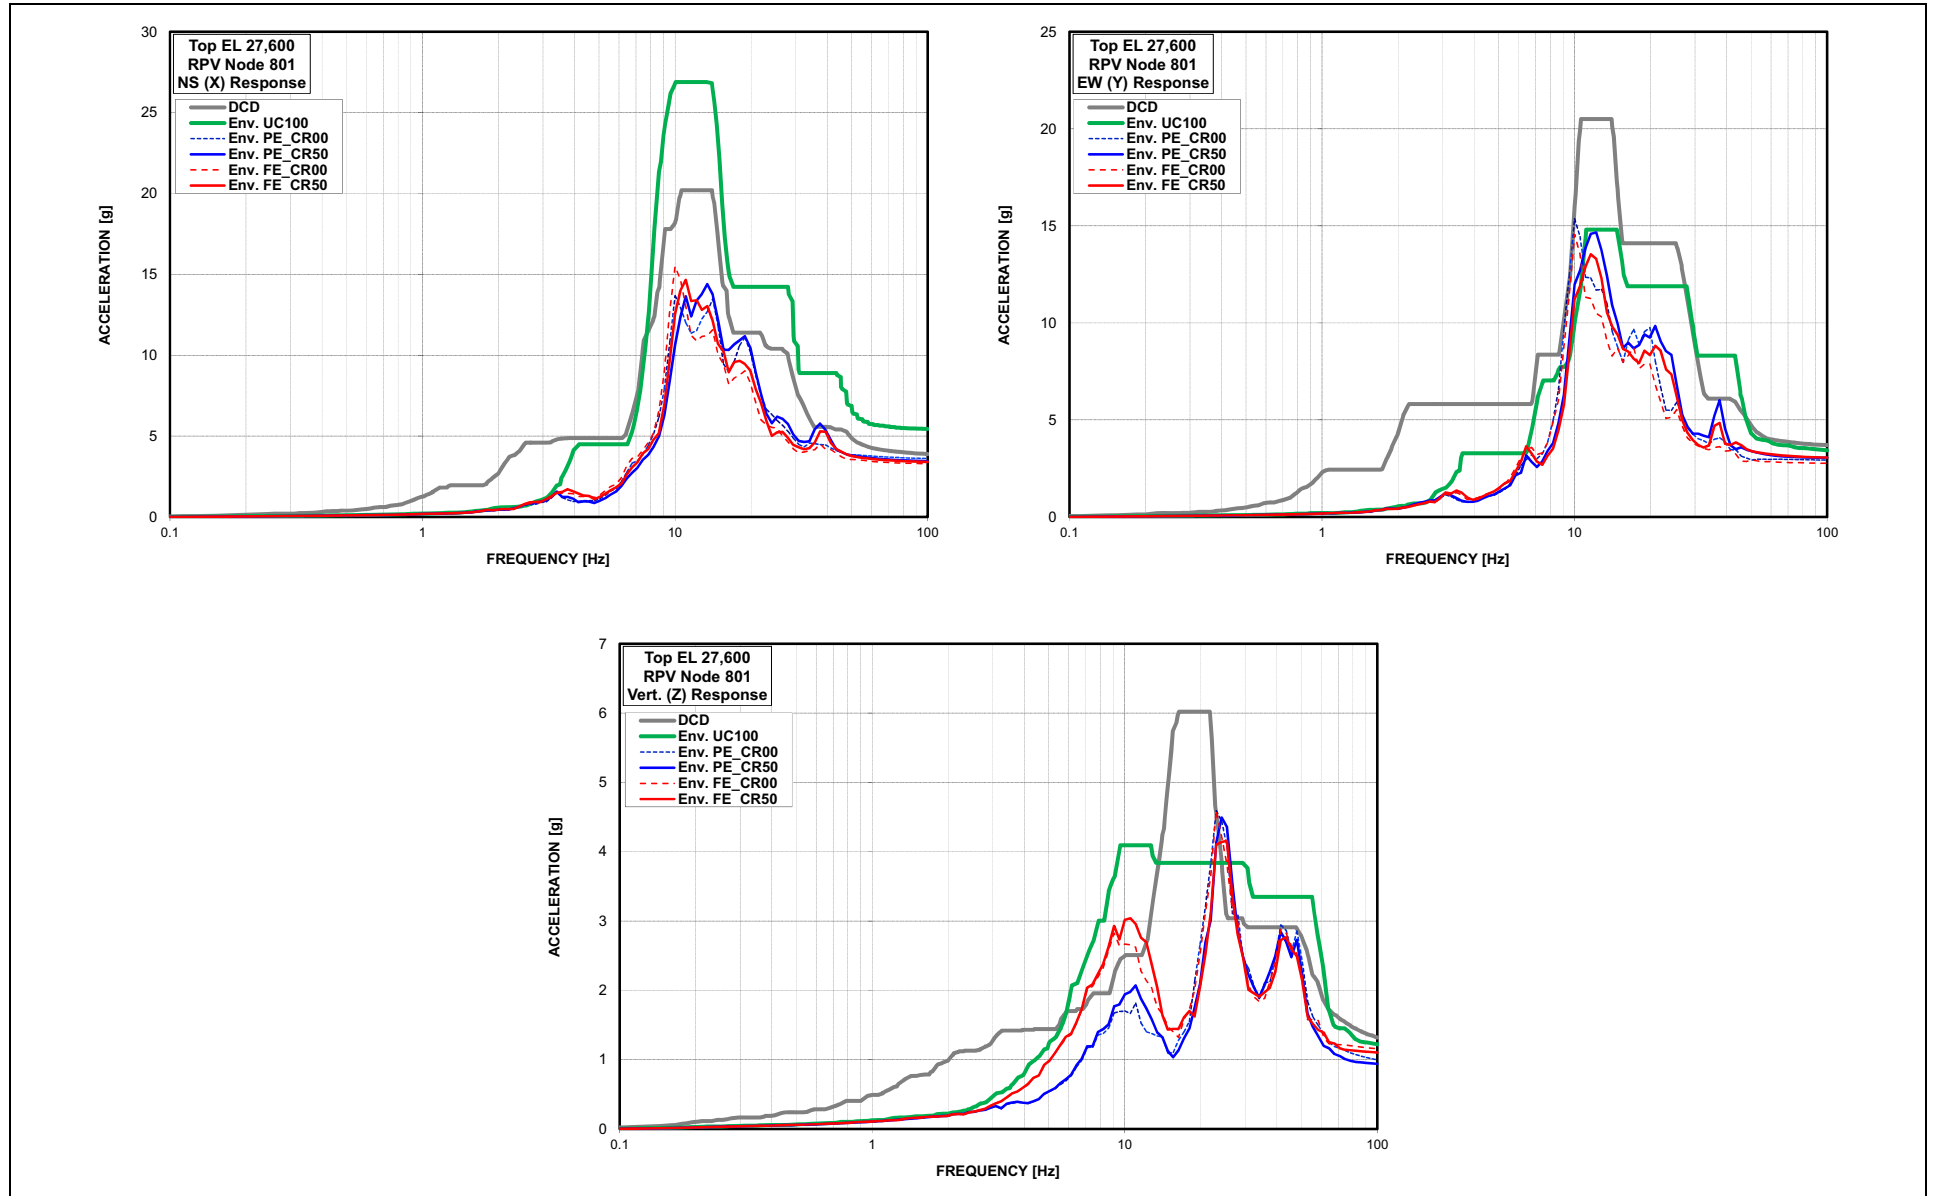 Top EL 27,600
RPV Node 801
NS (X) Response
DCD
Env. UC100
Env. PE_CR00
Env. PE_CR50
Env. FE_CR00
Env. FE_CR50
30
25
20
15
10
5
0
ACCELERATION [g]
0.1
1
10
100
FREQUENCY [Hz]
Top EL 27,600
RPV Node 801
EW (Y) Response
DCD
Env. UC100
Env. PE_CR00
Env. PE_CR50
Env. FE_CR00
Env. FE_CR50
25
20
15
10
5
0
ACCELERATION [g]
0.1
1
10
100
FREQUENCY [Hz]
Top EL 27,600
RPV Node 801
Vert. (Z) Response
DCD
Env. UC100
Env. PE_CR00
Env. PE_CR50
Env. FE_CR00
Env. FE_CR50
7
6
5
4
3
2
1
0
ACCELERATION [g]
0.1
1
10
100
FREQUENCY [Hz]